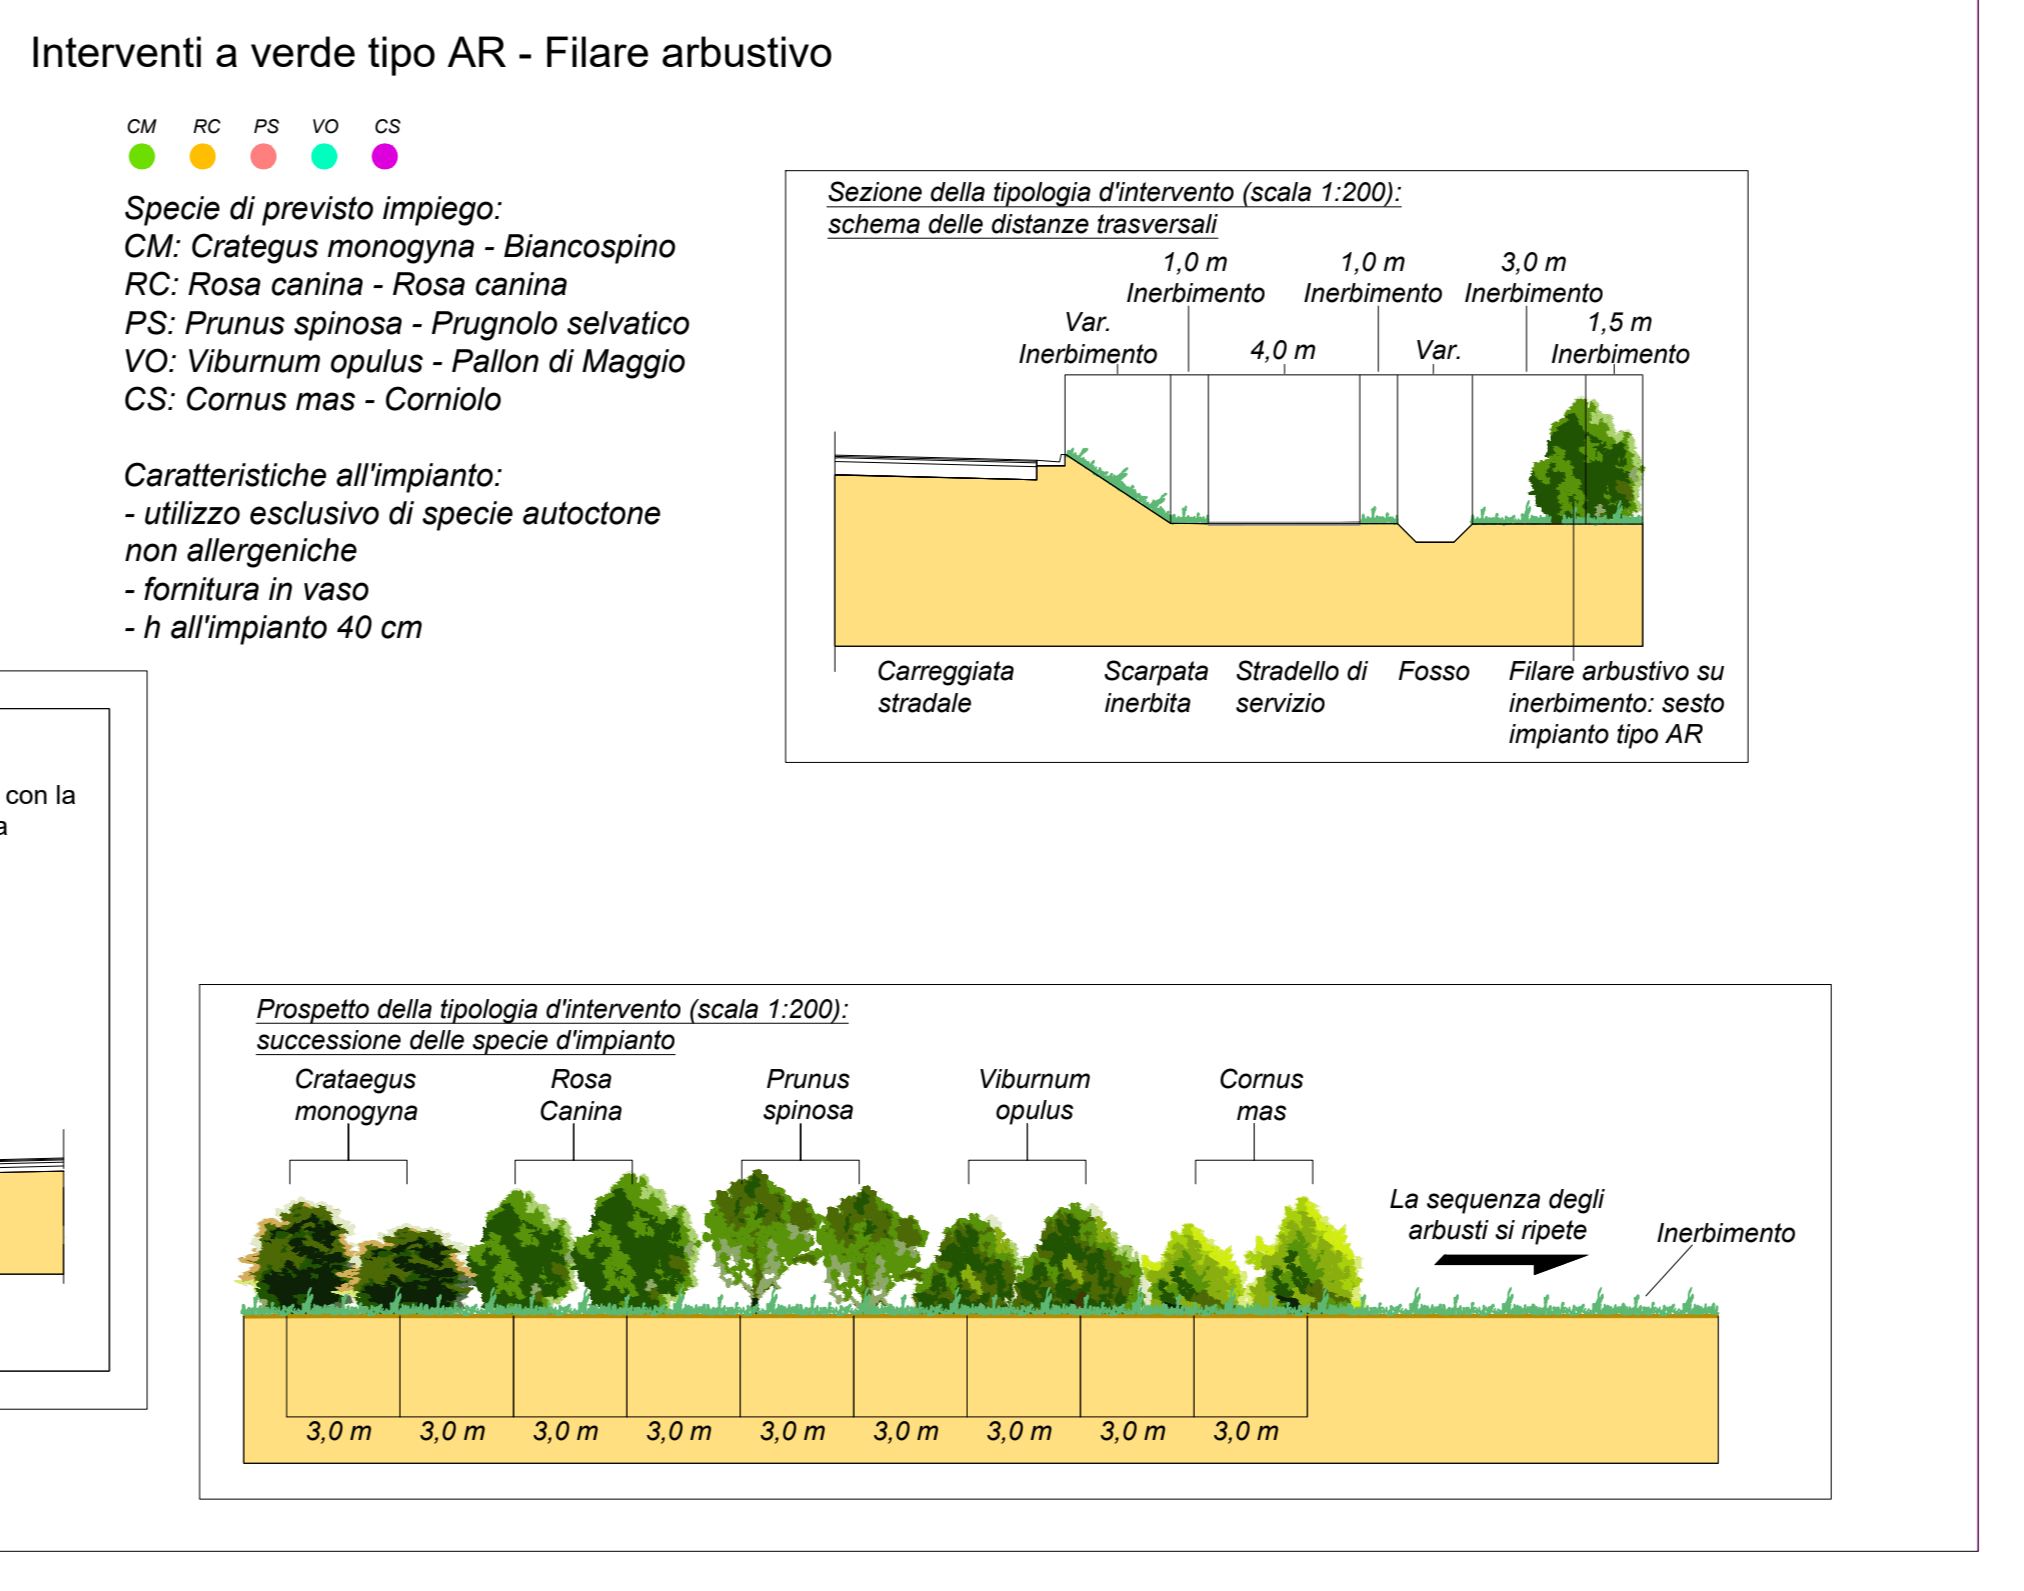 Interventi a verde tipo AR - Filare arbustivo
CM RC PS VO CS
Specie di previsto impiego:
CM: Crategus monogyna - Biancospino
RC: Rosa canina - Rosa canina
PS: Prunus spinosa - Prugnolo selvatico
VO: Viburnum opulus - Pallon di Maggio
CS: Cornus mas - Corniolo
Caratteristiche all'impianto:
- utilizzo esclusivo di specie autoctone
non allergeniche
- fornitura in vaso
- h all'impianto 40 cm
Sezione della tipologia d'intervento (scala 1:200):
schema delle distanze trasversali
1,0 m 1,0 m 3,0 m
Inerbimento Inerbimento Inerbimento
Var. 1,5 m
Inerbimento 4,0 m Var. Inerbimento
Carreggiata
stradale
Scarpata
inerbita
Stradello di
servizio
Fosso
Filare arbustivo su
inerbimento: sesto
impianto tipo AR
con la
a
Prospetto della tipologia d'intervento (scala 1:200):
successione delle specie d'impianto
Crataegus
monogyna
Rosa
Canina
Prunus
spinosa
Viburnum
opulus
Cornus
mas
La sequenza degli
arbusti si ripete
Inerbimento
3,0 m 3,0 m 3,0 m 3,0 m 3,0 m 3,0 m 3,0 m 3,0 m 3,0 m